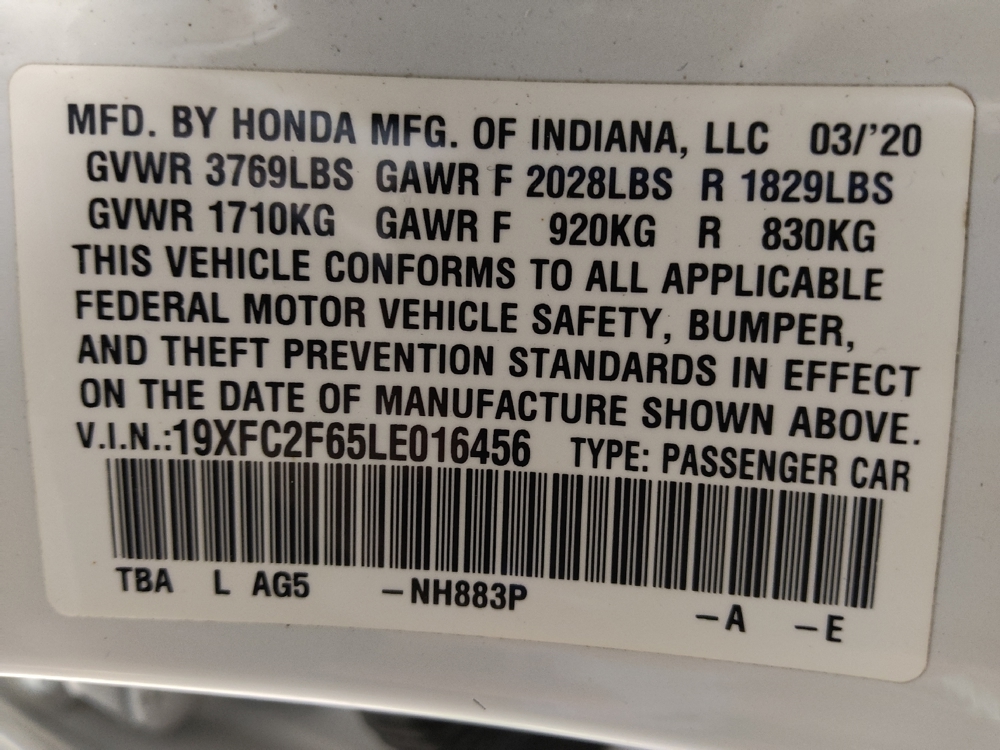 MFD. BY HONDA MFG. OF INDIANA, LLC 03/'20
GVWR 3769LBS GAWR F 2028LBS R 1829LBS
GVWR 1710KG GAWR F 920KG R 830KG
THIS VEHICLE CONFORMS TO ALL APPLICABLE
FEDERAL MOTOR VEHICLE SAFETY, BUMPER,
AND THEFT PREVENTION STANDARDS IN EFFECT
ON THE DATE OF MANUFACTURE SHOWN ABOVE.
V.I.N.:19XFC2F65LE016456 TYPE: PASSENGER CAR
TBA L AG5 –NH883P –A –E